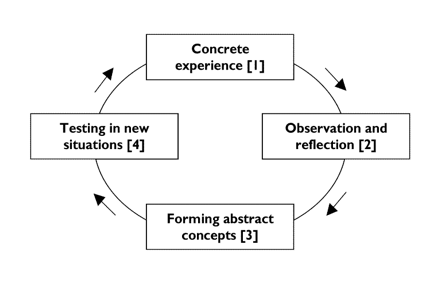 Concrete
experience [1]
Observation and
reflection [2]
Forming abstract
concepts [3]
Testing in new
situations [4]